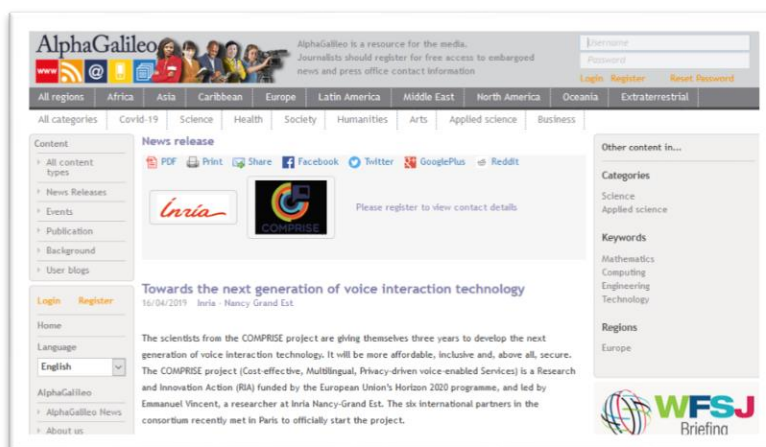 AlphaGalileo
AlphaGalileo is a resource for the media.
Journalists should register for free access to embargoed
news and press office contact information
Username
Password
Login Register Reset Password
www
@
All regions Africa Asia Caribbean Europe Latin America Middle East North America Oceania Extraterrestrial
All categories Covid-19 Science Health Society Humanities Arts Applied science Business
Content
All content
types
News Releases
Events
Publication
Background
User blogs
Login Register
Home
Language
English
AlphaGalileo
AlphaGalileo News
About us
News release
PDF Print Share Facebook Twitter GooglePlus Reddit
Inria
COMPRISE
Please register to view contact details
Towards the next generation of voice interaction technology
16/04/2019 Inria - Nancy Grand Est
The scientists from the COMPRISE project are giving themselves three years to develop the next
generation of voice interaction technology. It will be more affordable, inclusive and, above all, secure.
The COMPRISE project (Cost-effective, Multilingual, Privacy-driven voice-enabled Services) is a Research
and Innovation Action (RIA) funded by the European Union's Horizon 2020 programme, and led by
Emmanuel Vincent, a researcher at Inria Nancy-Grand Est. The six international partners in the
consortium recently met in Paris to officially start the project.
Other content in...
Categories
Science
Applied science
Keywords
Mathematics
Computing
Engineering
Technology
Regions
Europe
WFSJ
Briefing